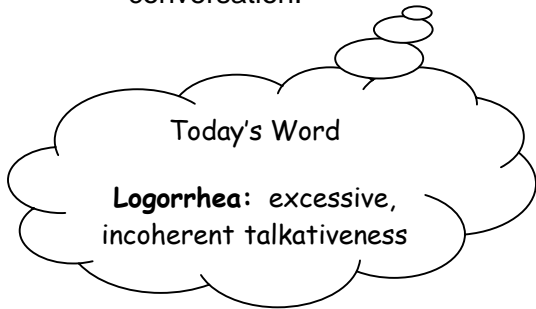 conversation.
Today's Word
Logorrhea: excessive,
incoherent talkativeness